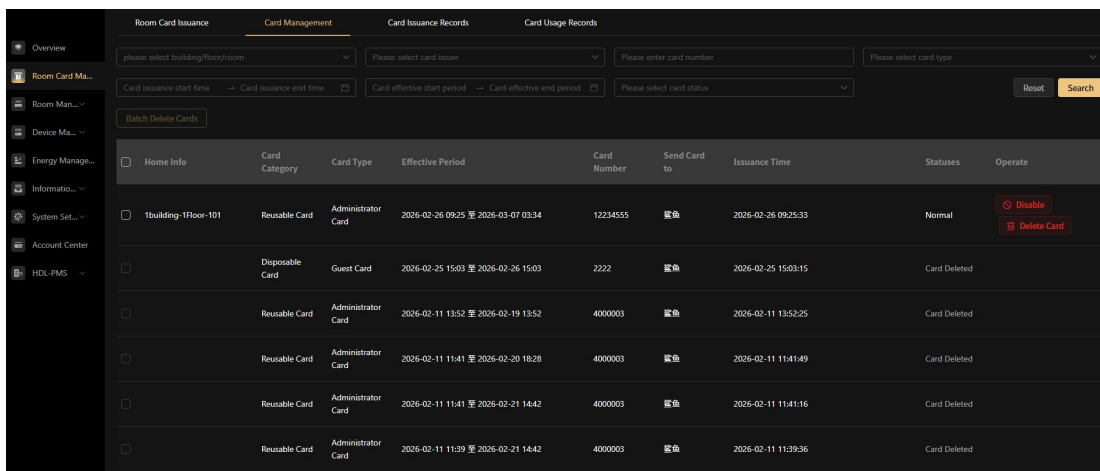 Room Card Issuance Card Management Card Issuance Records Card Usage Records
Overview
Room Card Ma...
Room Man...
Device Ma...
Energy Manage...
Informatio...
System Set...
Account Center
HDL-PMS
please select building/floor/room Please select card issuer Please enter card number Please select card type
Card issuance start time → Card issuance end time Card effective start period → Card effective end period Please select card status Reset Search
Batch Delete Cards
Home Info Card Category Card Type Effective Period Card Number Send Card to Issuance Time Statuses Operate
1building-1Floor-101 Reusable Card Administrator Card 2026-02-26 09:25 至 2026-03-07 03:34 12234555 鲨鱼 2026-02-26 09:25:33 Normal Disable Delete Card
Disposable Card Guest Card 2026-02-25 15:03 至 2026-02-26 15:03 2222 鲨鱼 2026-02-25 15:03:15 Card Deleted
Reusable Card Administrator Card 2026-02-11 13:52 至 2026-02-19 13:52 4000003 鲨鱼 2026-02-11 13:52:25 Card Deleted
Reusable Card Administrator Card 2026-02-11 11:41 至 2026-02-20 18:28 4000003 鲨鱼 2026-02-11 11:41:49 Card Deleted
Reusable Card Administrator Card 2026-02-11 11:41 至 2026-02-21 14:42 4000003 鲨鱼 2026-02-11 11:41:16 Card Deleted
Reusable Card Administrator Card 2026-02-11 11:39 至 2026-02-21 14:42 4000003 鲨鱼 2026-02-11 11:39:36 Card Deleted